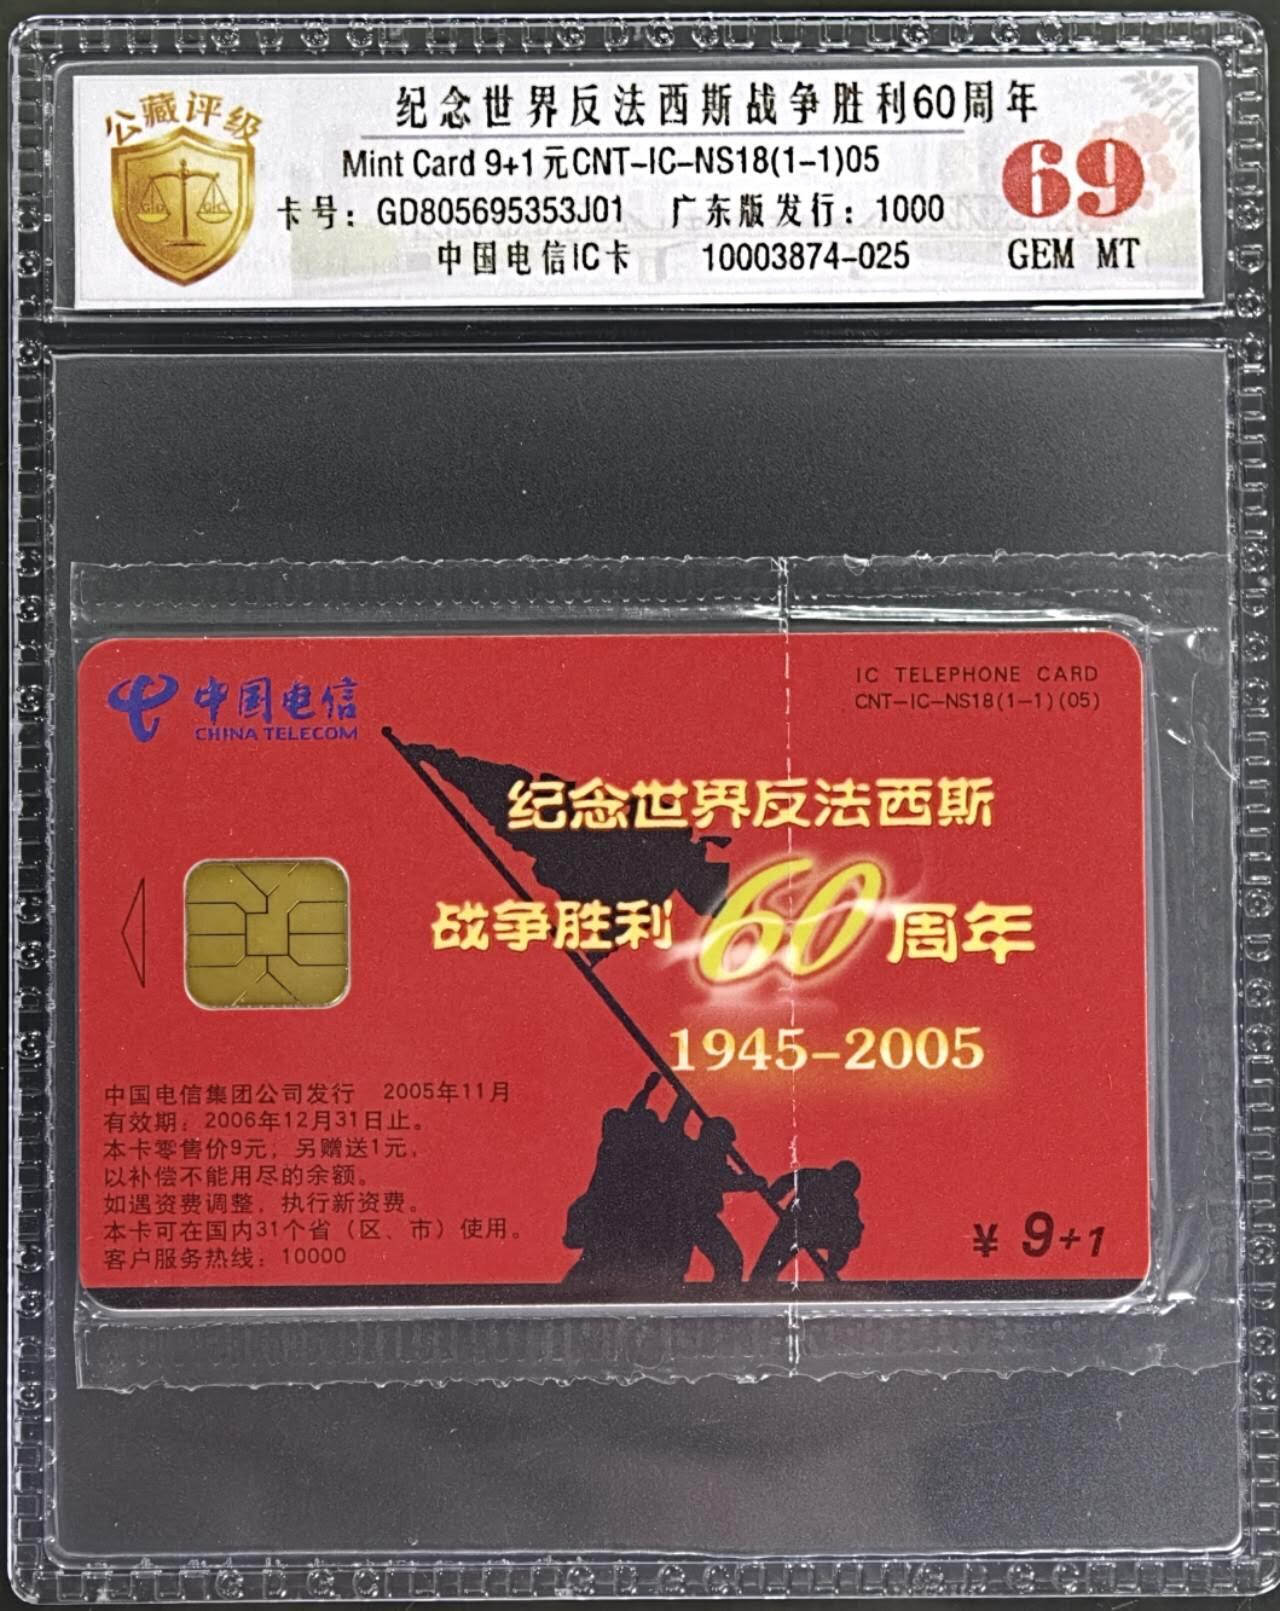 公藏评级
纪念世界反法西斯战争胜利60周年
Mint Card 9+1元CNT-IC-NS18(1-1)05
卡号：GD805695353J01 广东版发行：1000
中国电信IC卡 10003874-025
69
GEM MT
中国电信
CHINA TELECOM
IC TELEPHONE CARD
CNT-IC-NS18(1-1)(05)
纪念世界反法西斯
战争胜利60周年
1945-2005
中国电信集团公司发行 2005年11月
有效期：2006年12月31日止。
本卡零售价9元，另赠送1元，
以补偿不能用尽的余额。
如遇资费调整，执行新资费。
本卡可在国内31个省（区、市）使用。
客户服务热线：10000
¥ 9+1